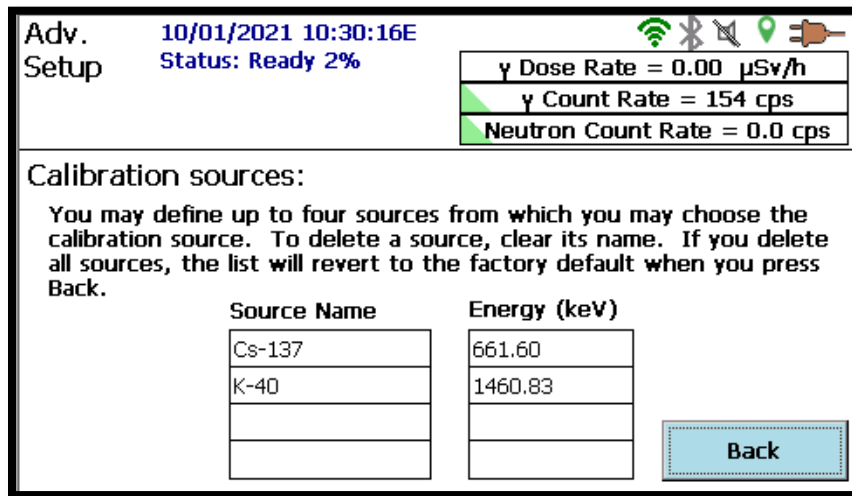 Adv. Setup
10/01/2021 10:30:16E
Status: Ready 2%
γ Dose Rate = 0.00 µSv/h
γ Count Rate = 154 cps
Neutron Count Rate = 0.0 cps
Calibration sources:
You may define up to four sources from which you may choose the
calibration source. To delete a source, clear its name. If you delete
all sources, the list will revert to the factory default when you press
Back.
Source Name Energy (keV)
Cs-137 661.60
K-40 1460.83
Back